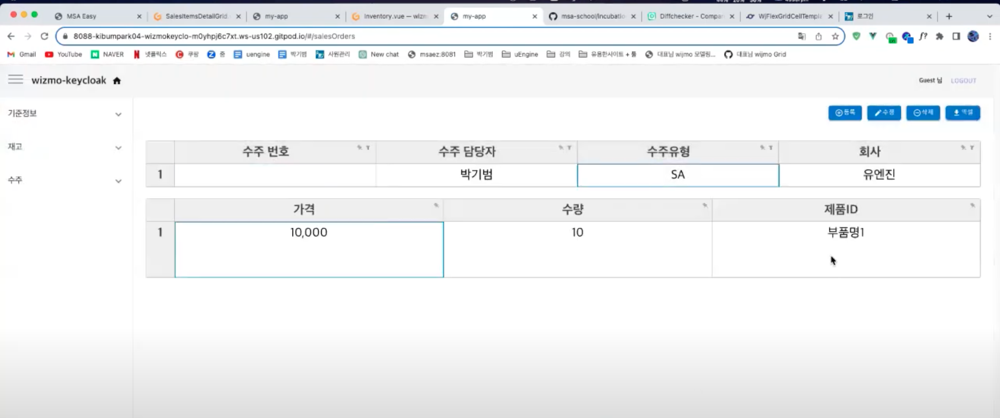 MSA Easy SalesItemsDetailGrid. my-app Inventory.vue — wizm my-app msa-school/incubatio Diffchecker - Compar WjFlexGridCellTempla 로그인
8088-kibumpark04-wizmokeyclo-m0yhpj6c7xt.ws-us102.gitpod.io/#/salesOrders
Gmail YouTube NAVER 넷플릭스 쿠팡 줌 uengine 박기범 사원관리 New chat msaez:8081 박기범 uEngine 강의 유용한사이트 + 툴 대표님 wijmo 모델링... 대표님 wijmo Grid
wizmo-keycloak Guest 님 LOGOUT
기준정보
재고
수주
등록 수정 삭제 엑셀
수주 번호 수주 담당자 수주유형 회사
1 박기범 SA 유엔진
가격 수량 제품ID
1 10,000 10 부품명1